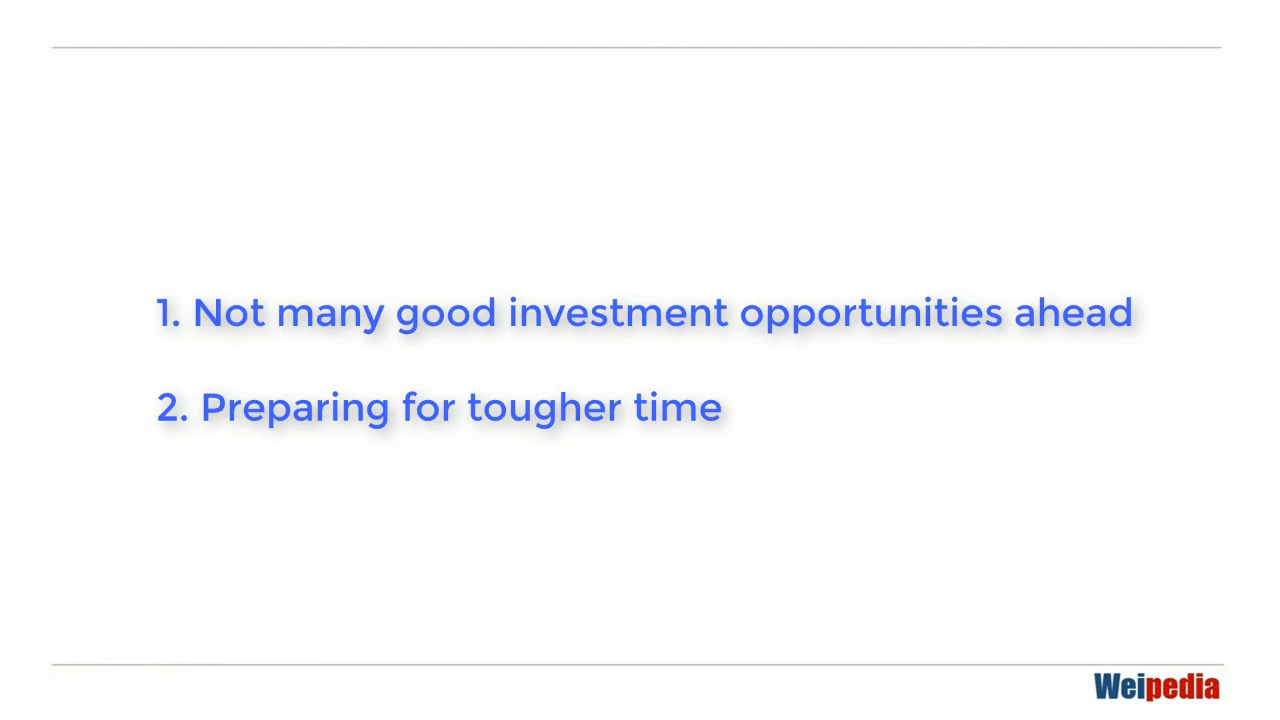 1. Not many good investment opportunities ahead
2. Preparing for tougher time
Weipedia